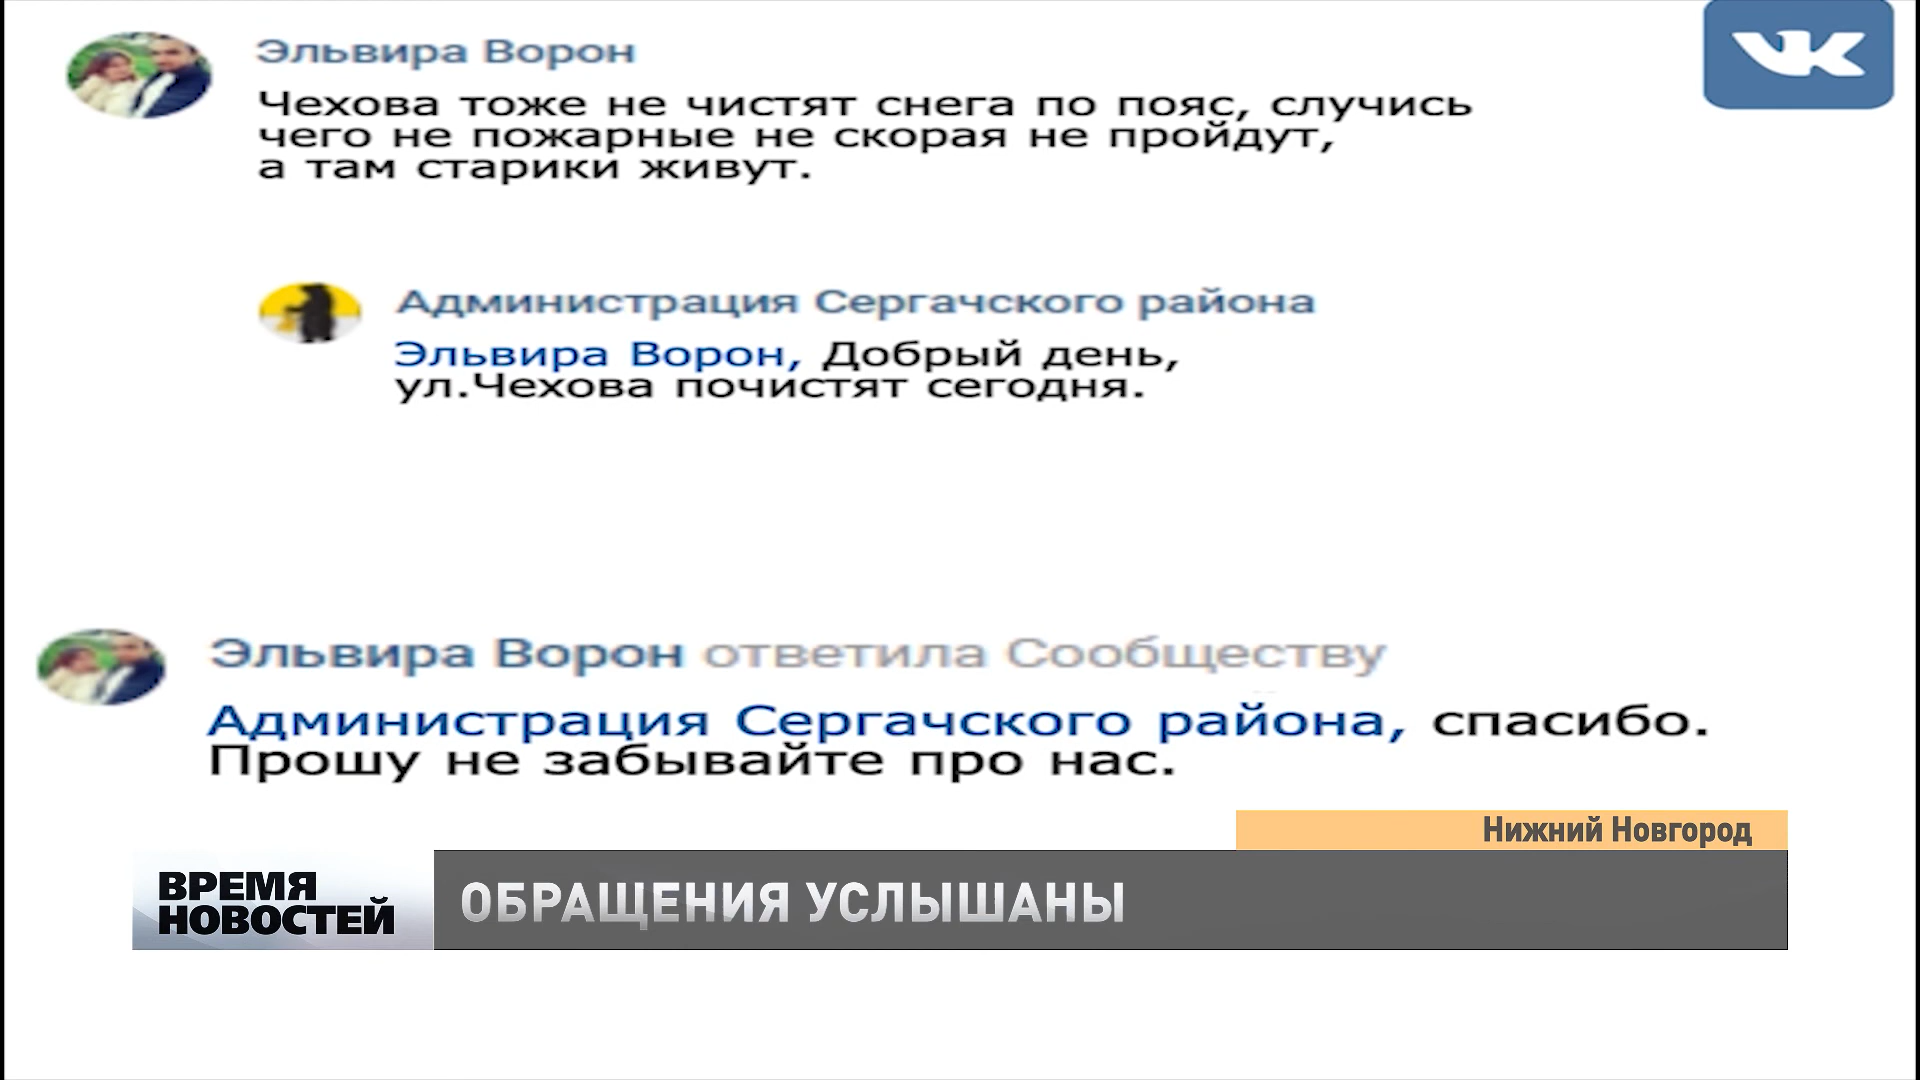 Эльвира Ворон
Чехова тоже не чистят снега по пояс, случись
чего не пожарные не скорая не пройдут,
а там старики живут.
Администрация Сергачского района
Эльвира Ворон, Добрый день,
ул.Чехова почистят сегодня.
Эльвира Ворон ответила Сообществу
Администрация Сергачского района, спасибо.
Прошу не забывайте про нас.
Нижний Новгород
ВРЕМЯ
НОВОСТЕЙ
ОБРАЩЕНИЯ УСЛЫШАНЫ